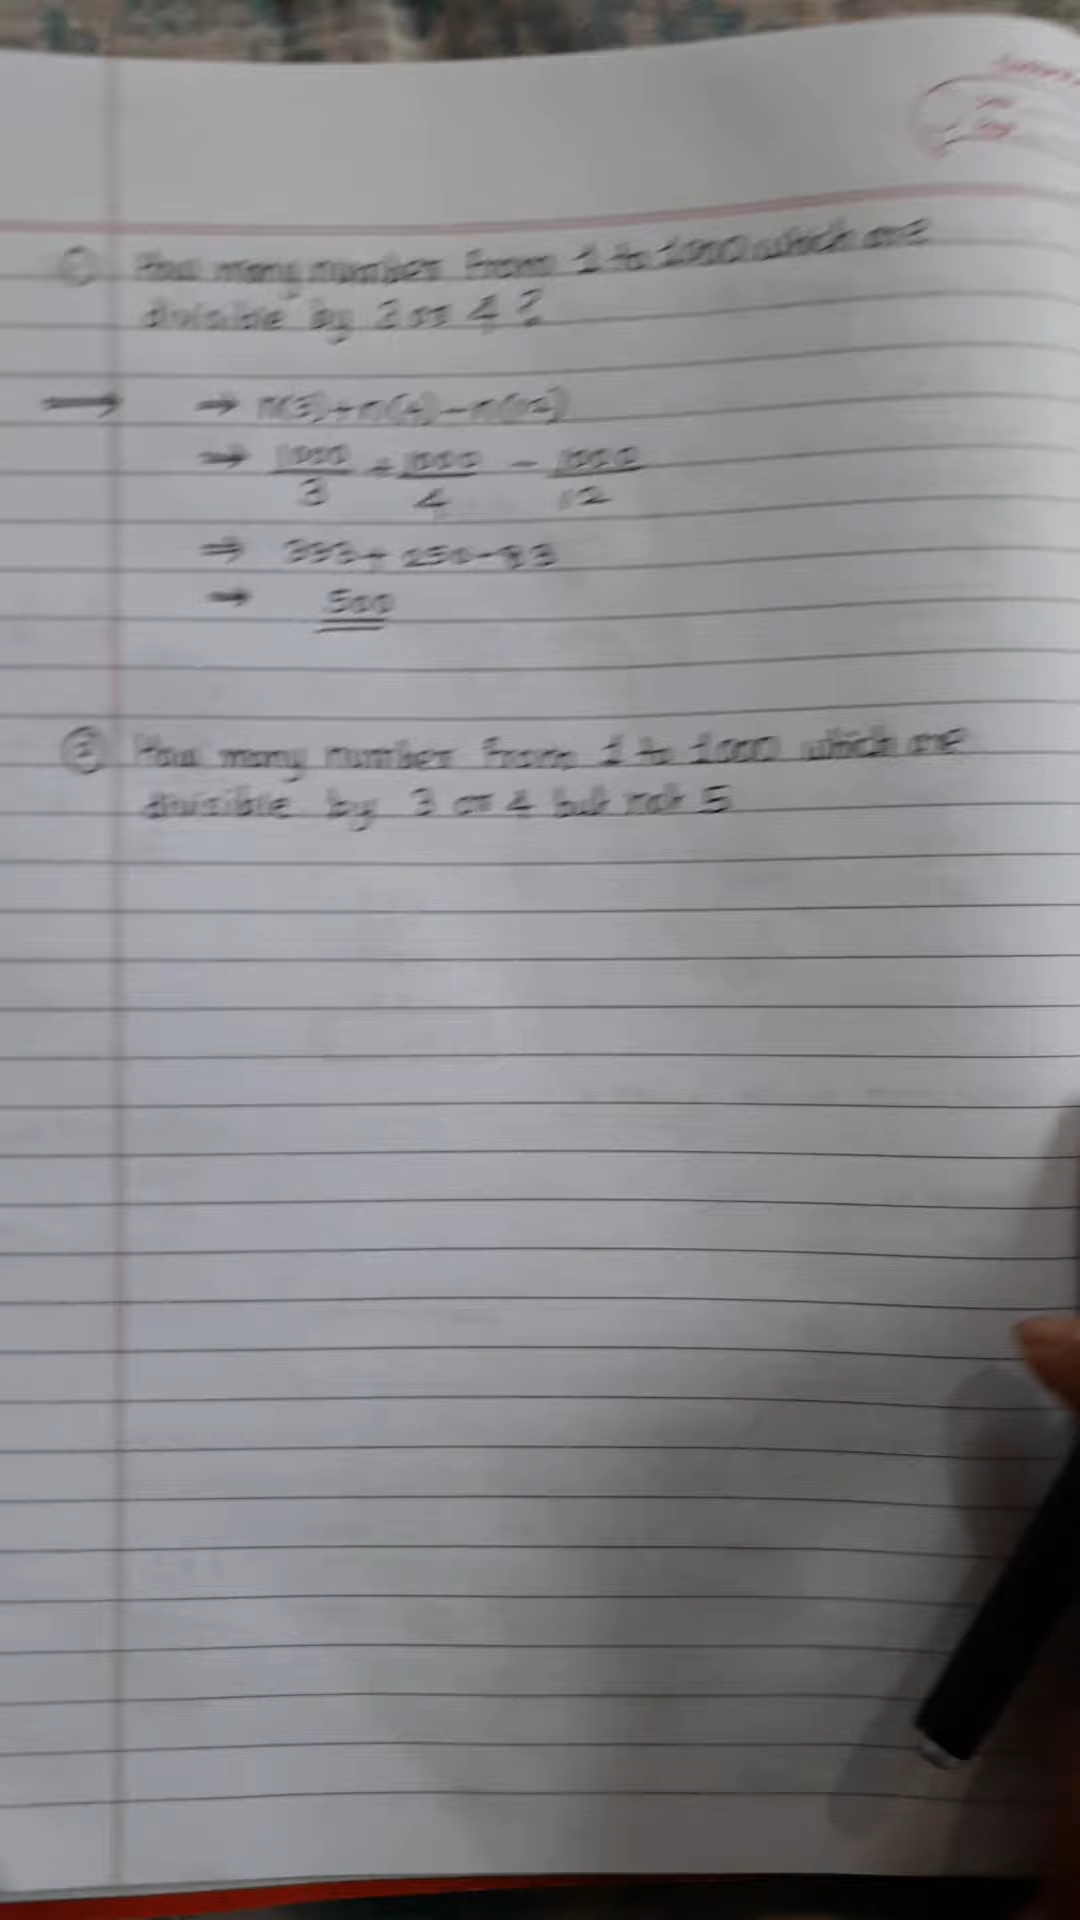 ① How many number from 1 to 1000 which are
divisible by 3 or 4 ?
⟹ → n(3)+n(4)-n(12)
⇒ 1000/3 + 1000/4 - 1000/12
⇒ 333+250-83
→ 500
② How many number from 1 to 1000 which are
divisible by 3 or 4 but not 5